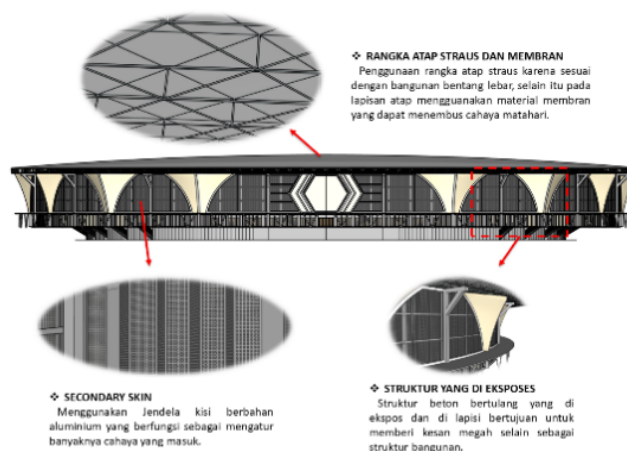 ❖ RANGKA ATAP STRAUS DAN MEMBRAN
Penggunaan rangka atap straus karena sesuai
dengan bangunan bentang lebar, selain itu pada
lapisan atap mengguanakan material membran
yang dapat menembus cahaya matahari.
❖ SECONDARY SKIN
Menggunakan Jendela kisi berbahan
aluminium yang berfungsi sebagai mengatur
banyaknya cahaya yang masuk.
❖ STRUKTUR YANG DI EKSPOSES
Struktur beton bertulang yang di
ekspos dan di lapisi bertujuan untuk
memberi kesan megah selain sebagai
struktur bangunan.